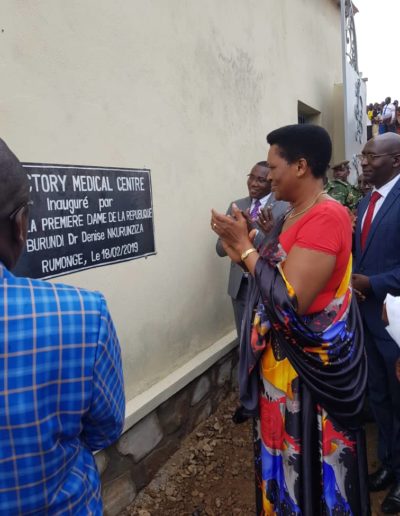 CTORY MEDICAL CENTRE
Inauguré par
LA PREMIERE DAME DE LA REPUBLIQUE
BURUNDI Dr Denise NKURUNZIZA
RUMONGE, Le 18/02/2019